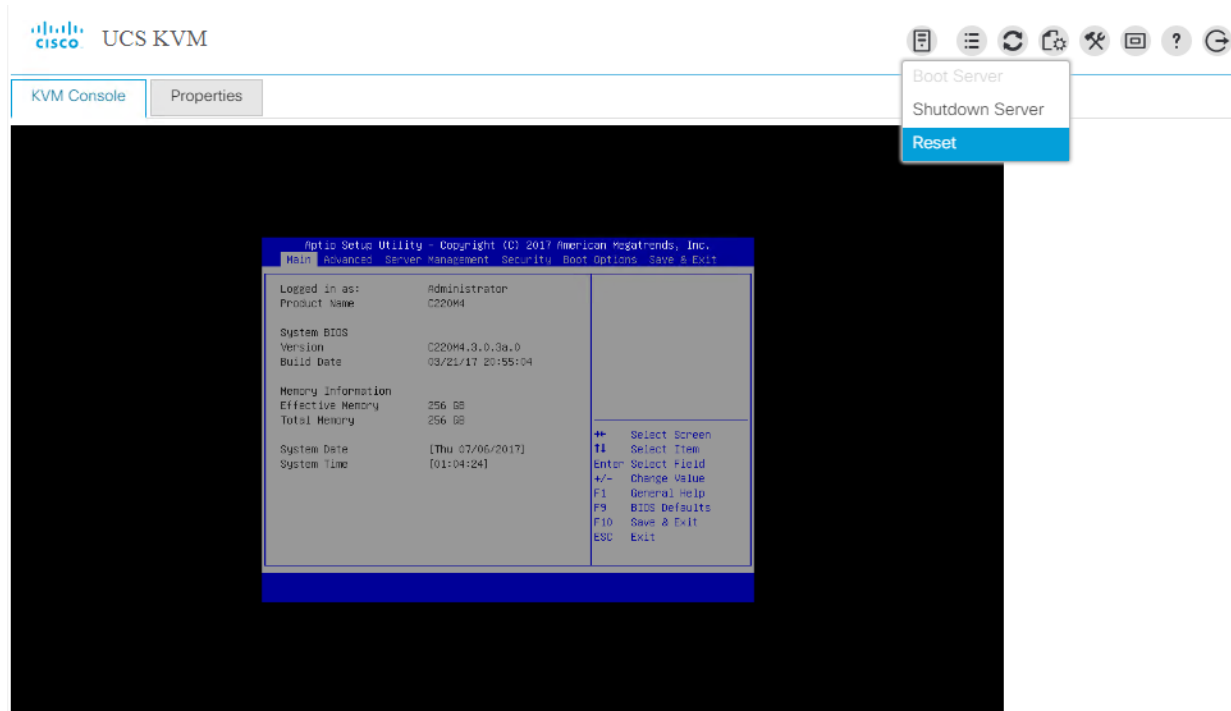 CISCO UCS KVM
?
Boot Server
KVM Console Properties
Shutdown Server
Reset
Aptio Setup Utility - Copyright (C) 2017 American Megatrends, Inc.
Main Advanced Server Management Security Boot Options Save & Exit
Logged in as: Administrator
Product Name C220M4
System BIOS
Version C220M4.3.0.3a.0
Build Date 03/21/17 20:55:04
Memory Information
Effective Memory 256 GB
Total Memory 256 GB
System Date [Thu 07/06/2017]
System Time [01:04:24]
→← Select Screen
↑↓ Select Item
Enter Select Field
+/- Change Value
F1 General Help
F9 BIOS Defaults
F10 Save & Exit
ESC Exit